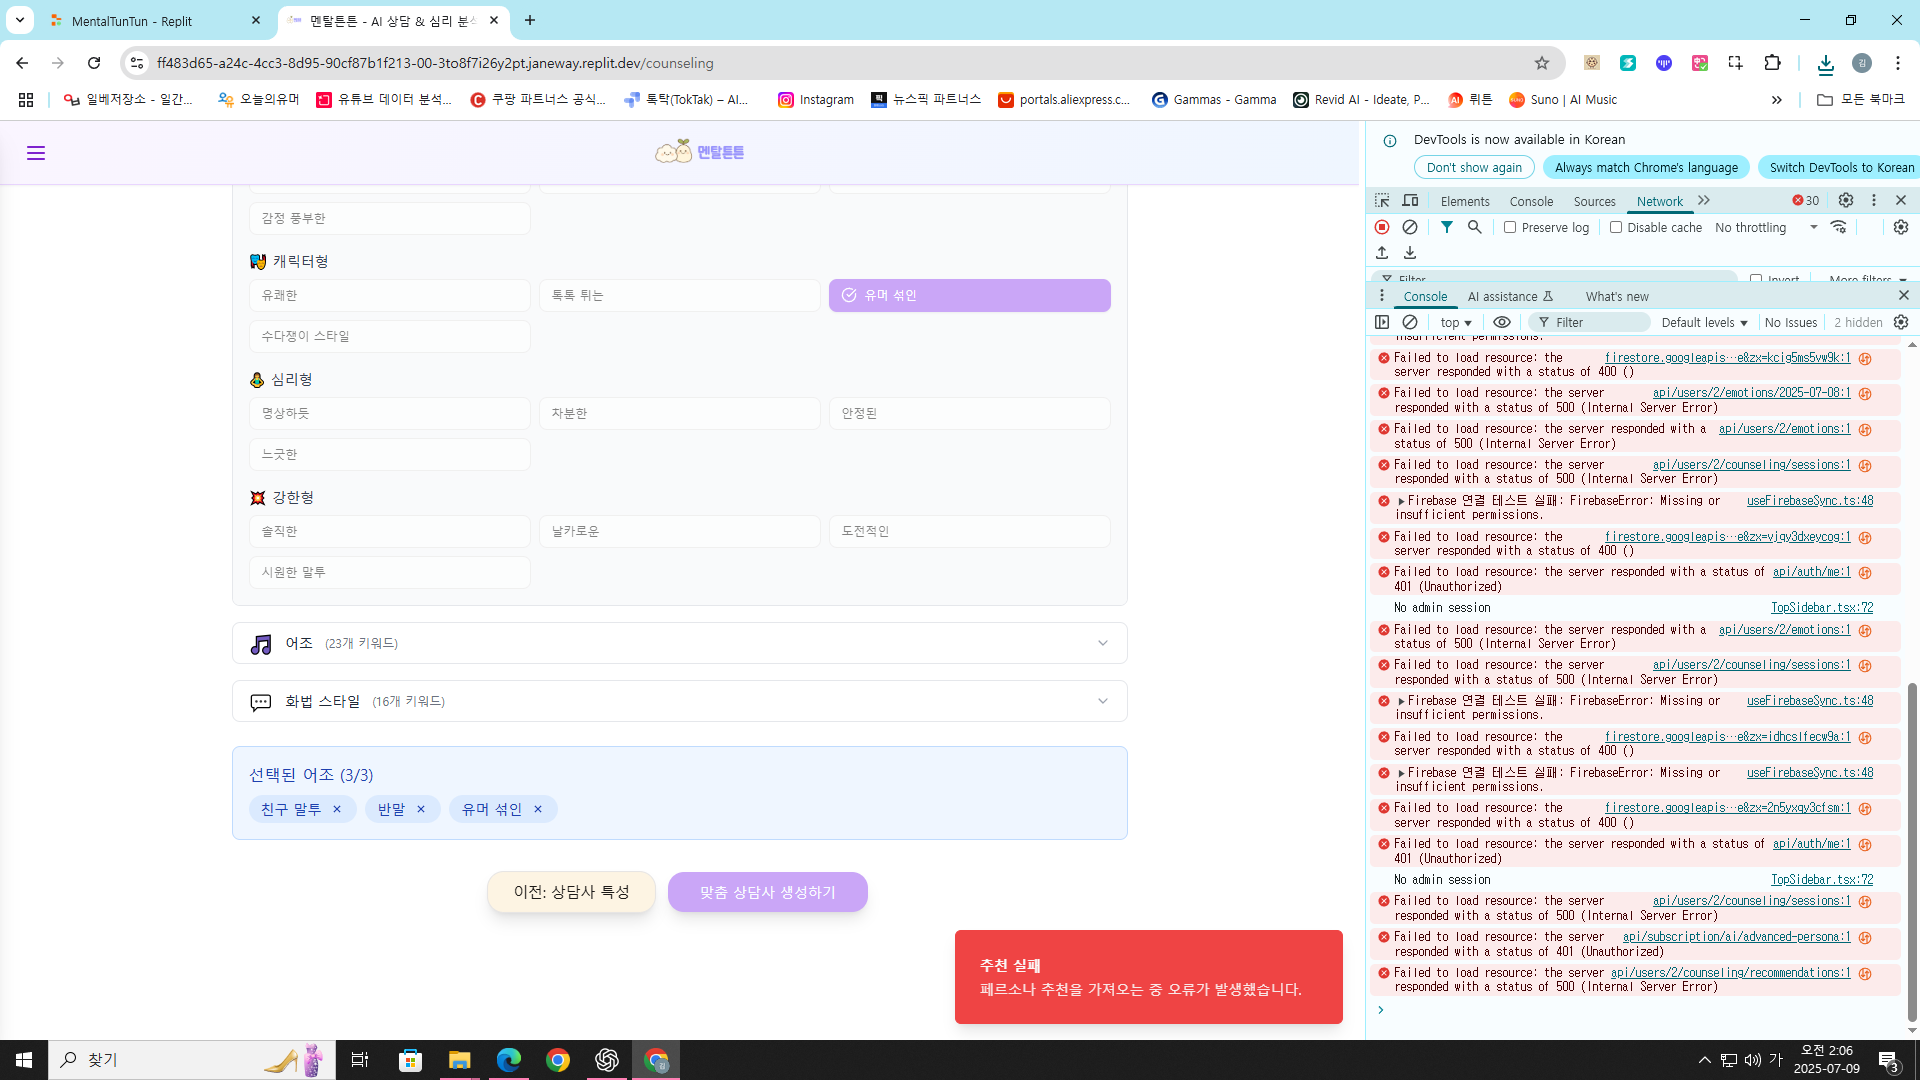 MentalTunTun - Replit
멘탈튼튼 - AI 상담 & 심리 분석
ff483d65-a24c-4cc3-8d95-90cf87b1f213-00-3to8f7i26y2pt.janeway.replit.dev/counseling
일베저장소 - 일간...
오늘의유머
유튜브 데이터 분석...
쿠팡 파트너스 공식...
톡탁(TokTak) – AI...
Instagram
뉴스픽 파트너스
portals.aliexpress.c...
Gammas - Gamma
Revid AI - Ideate, P...
뤼튼
Suno | AI Music
모든 북마크
멘탈튼튼
감정 풍부한
캐릭터형
유쾌한
톡톡 튀는
유머 섞인
수다쟁이 스타일
심리형
명상하듯
차분한
안정된
느긋한
강한형
솔직한
날카로운
도전적인
시원한 말투
어조 (23개 키워드)
화법 스타일 (16개 키워드)
선택된 어조 (3/3)
친구 말투 ×
반말 ×
유머 섞인 ×
이전: 상담사 특성
맞춤 상담사 생성하기
추천 실패
페르소나 추천을 가져오는 중 오류가 발생했습니다.
DevTools is now available in Korean
Don't show again
Always match Chrome's language
Switch DevTools to Korean
Elements Console Sources Network 30
Preserve log Disable cache No throttling
Filter Invert More filters
Console AI assistance What's new
top Filter Default levels No Issues 2 hidden
insufficient permissions.
Failed to load resource: the firestore.googleapis…e&zx=kcig5ms5vw9k:1
server responded with a status of 400 ()
Failed to load resource: the server api/users/2/emotions/2025-07-08:1
responded with a status of 500 (Internal Server Error)
Failed to load resource: the server responded with a api/users/2/emotions:1
status of 500 (Internal Server Error)
Failed to load resource: the server api/users/2/counseling/sessions:1
responded with a status of 500 (Internal Server Error)
Firebase 연결 테스트 실패: FirebaseError: Missing or useFirebaseSync.ts:48
insufficient permissions.
Failed to load resource: the firestore.googleapis…e&zx=vjqy3dxeycog:1
server responded with a status of 400 ()
Failed to load resource: the server responded with a status of api/auth/me:1
401 (Unauthorized)
No admin session TopSidebar.tsx:72
Failed to load resource: the server responded with a api/users/2/emotions:1
status of 500 (Internal Server Error)
Failed to load resource: the server api/users/2/counseling/sessions:1
responded with a status of 500 (Internal Server Error)
Firebase 연결 테스트 실패: FirebaseError: Missing or useFirebaseSync.ts:48
insufficient permissions.
Failed to load resource: the firestore.googleapis…e&zx=idhcslfecw9a:1
server responded with a status of 400 ()
Firebase 연결 테스트 실패: FirebaseError: Missing or useFirebaseSync.ts:48
insufficient permissions.
Failed to load resource: the firestore.googleapis…e&zx=2n5yxqy3cfsm:1
server responded with a status of 400 ()
Failed to load resource: the server responded with a status of api/auth/me:1
401 (Unauthorized)
No admin session TopSidebar.tsx:72
Failed to load resource: the server api/users/2/counseling/sessions:1
responded with a status of 500 (Internal Server Error)
Failed to load resource: the server api/subscription/ai/advanced-persona:1
responded with a status of 401 (Unauthorized)
Failed to load resource: the server api/users/2/counseling/recommendations:1
responded with a status of 500 (Internal Server Error)
찾기
가
오전 2:06
2025-07-09
3